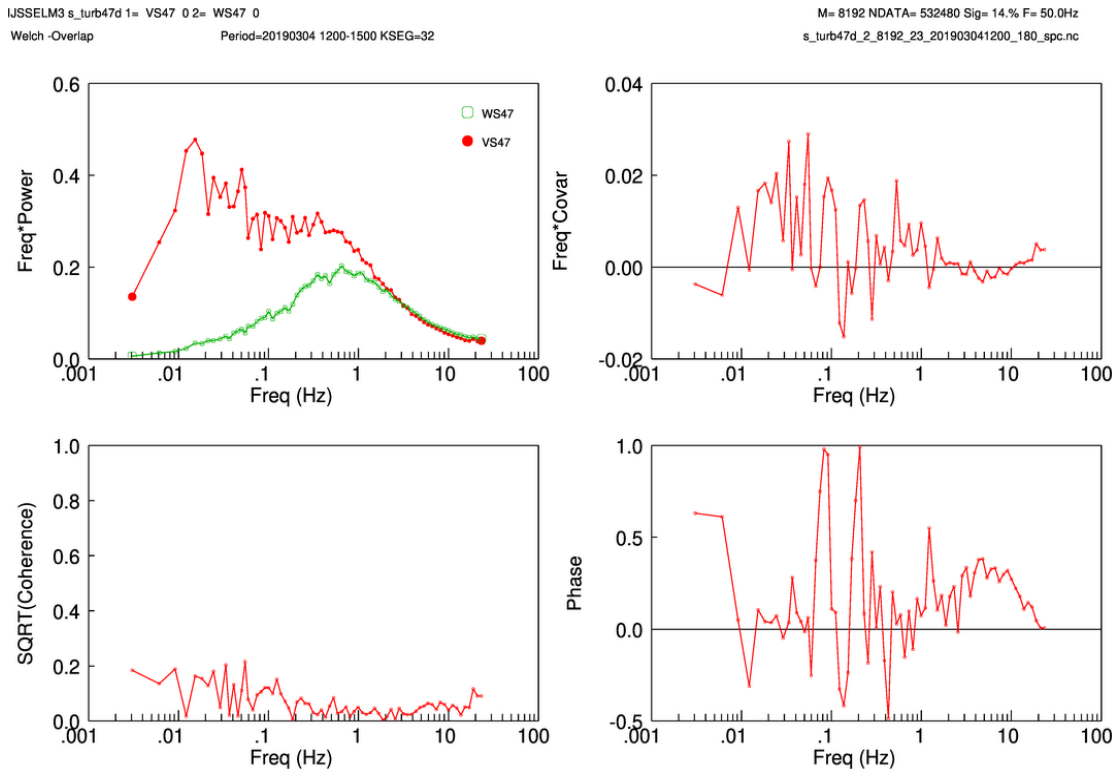 IJSSELM3 s_turb47d 1= VS47 0 2= WS47 0
M= 8192 NDATA= 532480 Sig= 14.% F= 50.0Hz
Welch -Overlap Period=20190304 1200-1500 KSEG=32
s_turb47d_2_8192_23_201903041200_180_spc.nc
0.6
0.4
0.2
0.0
Freq*Power
WS47
VS47
.001 .01 .1 1 10 100
Freq (Hz)
0.04
0.02
0.00
-0.02
Freq*Covar
.001 .01 .1 1 10 100
Freq (Hz)
1.0
0.8
0.6
0.4
0.2
0.0
SQRT(Coherence)
.001 .01 .1 1 10 100
Freq (Hz)
1.0
0.5
0.0
-0.5
Phase
.001 .01 .1 1 10 100
Freq (Hz)